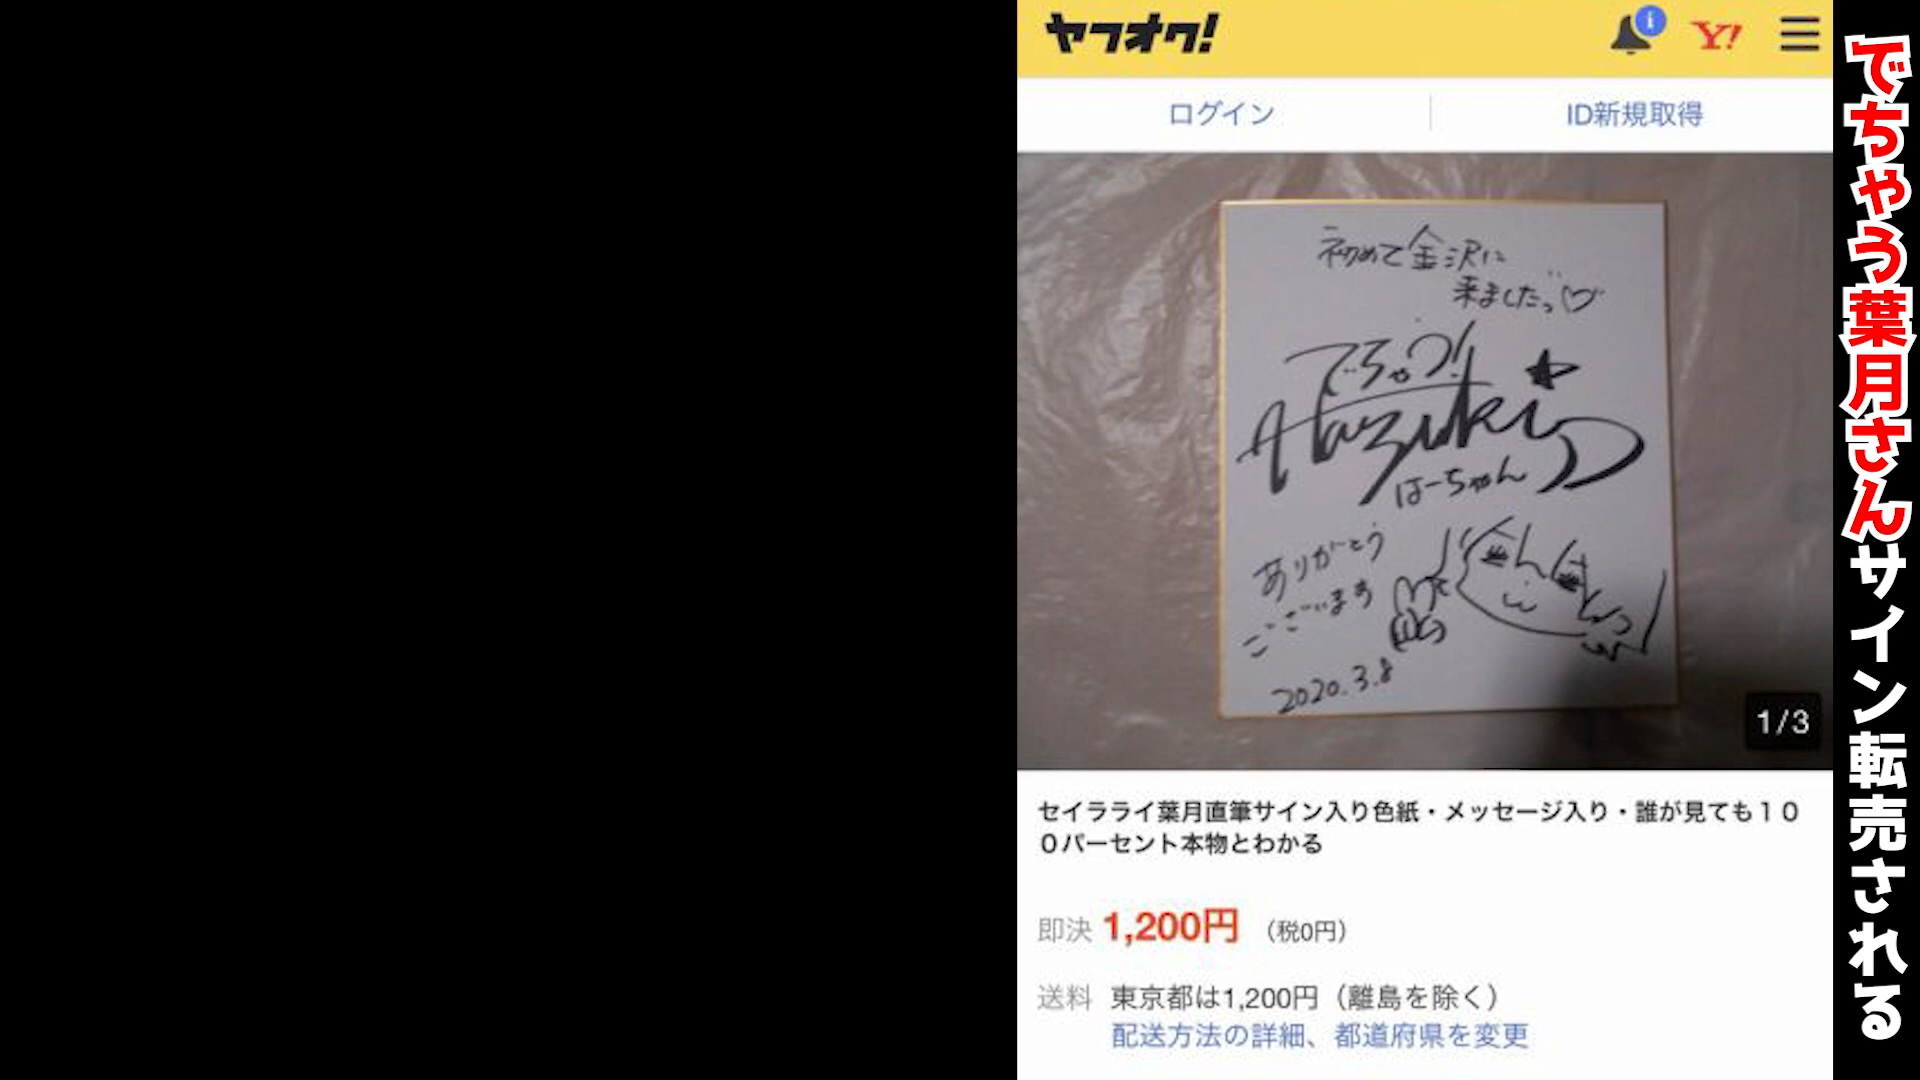 ヤフオク!
i
Y!
ログイン
ID新規取得
初めて金沢に
来ましたっ♡
でちゃう!
Hazuki
はーちゃん
ありがとう
ございます
2020.3.8
1/3
セイラライ葉月直筆サイン入り色紙・メッセージ入り・誰が見ても10
0パーセント本物とわかる
即決 1,200円 (税0円)
送料 東京都は1,200円(離島を除く)
配送方法の詳細、都道府県を変更
でちゃう葉月さんサイン転売される